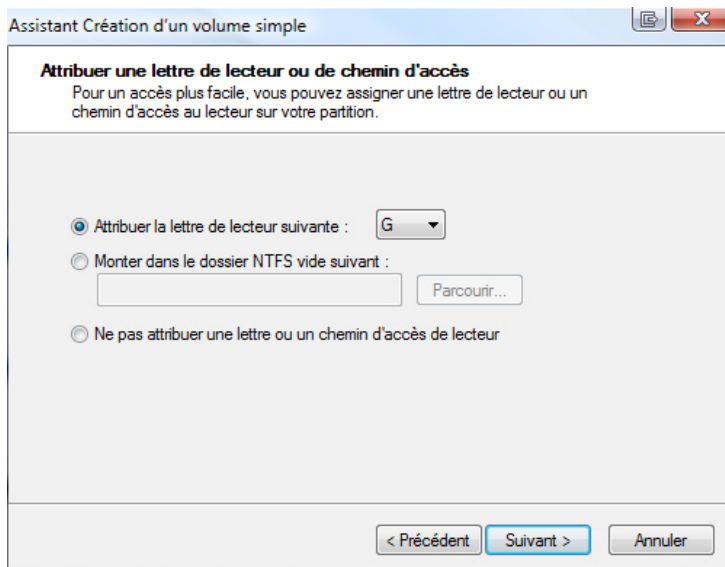 Assistant Création d'un volume simple
Attribuer une lettre de lecteur ou de chemin d'accès
Pour un accès plus facile, vous pouvez assigner une lettre de lecteur ou un
chemin d'accès au lecteur sur votre partition.
Attribuer la lettre de lecteur suivante : G
Monter dans le dossier NTFS vide suivant :
Parcourir...
Ne pas attribuer une lettre ou un chemin d'accès de lecteur
< Précédent Suivant > Annuler